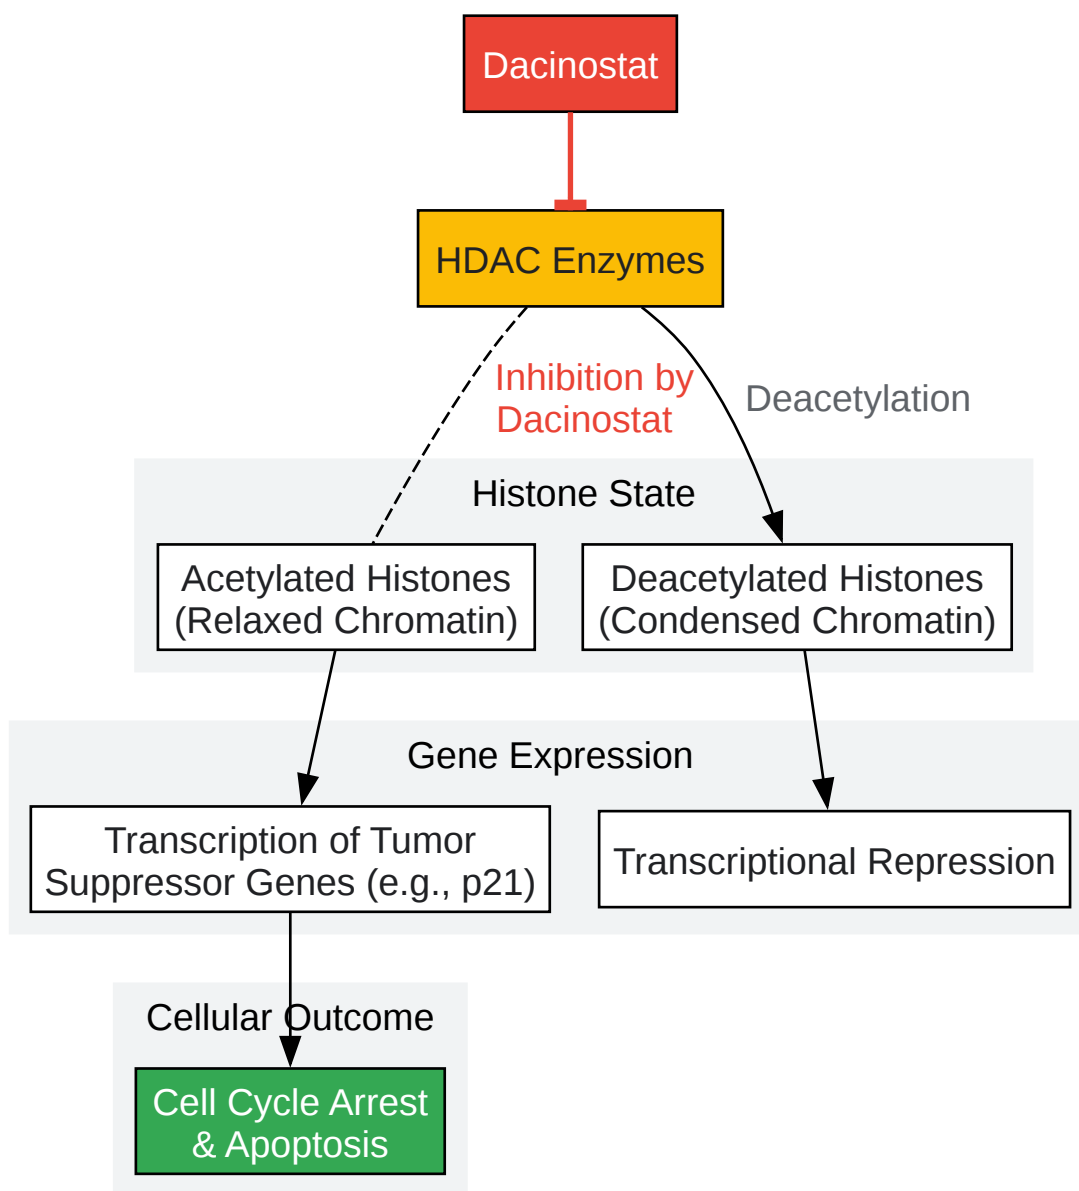 Dacinostat
HDAC Enzymes
Inhibition by
Dacinostat
Deacetylation
Histone State
Acetylated Histones
(Relaxed Chromatin)
Deacetylated Histones
(Condensed Chromatin)
Gene Expression
Transcription of Tumor
Suppressor Genes (e.g., p21)
Transcriptional Repression
Cellular Outcome
Cell Cycle Arrest
& Apoptosis